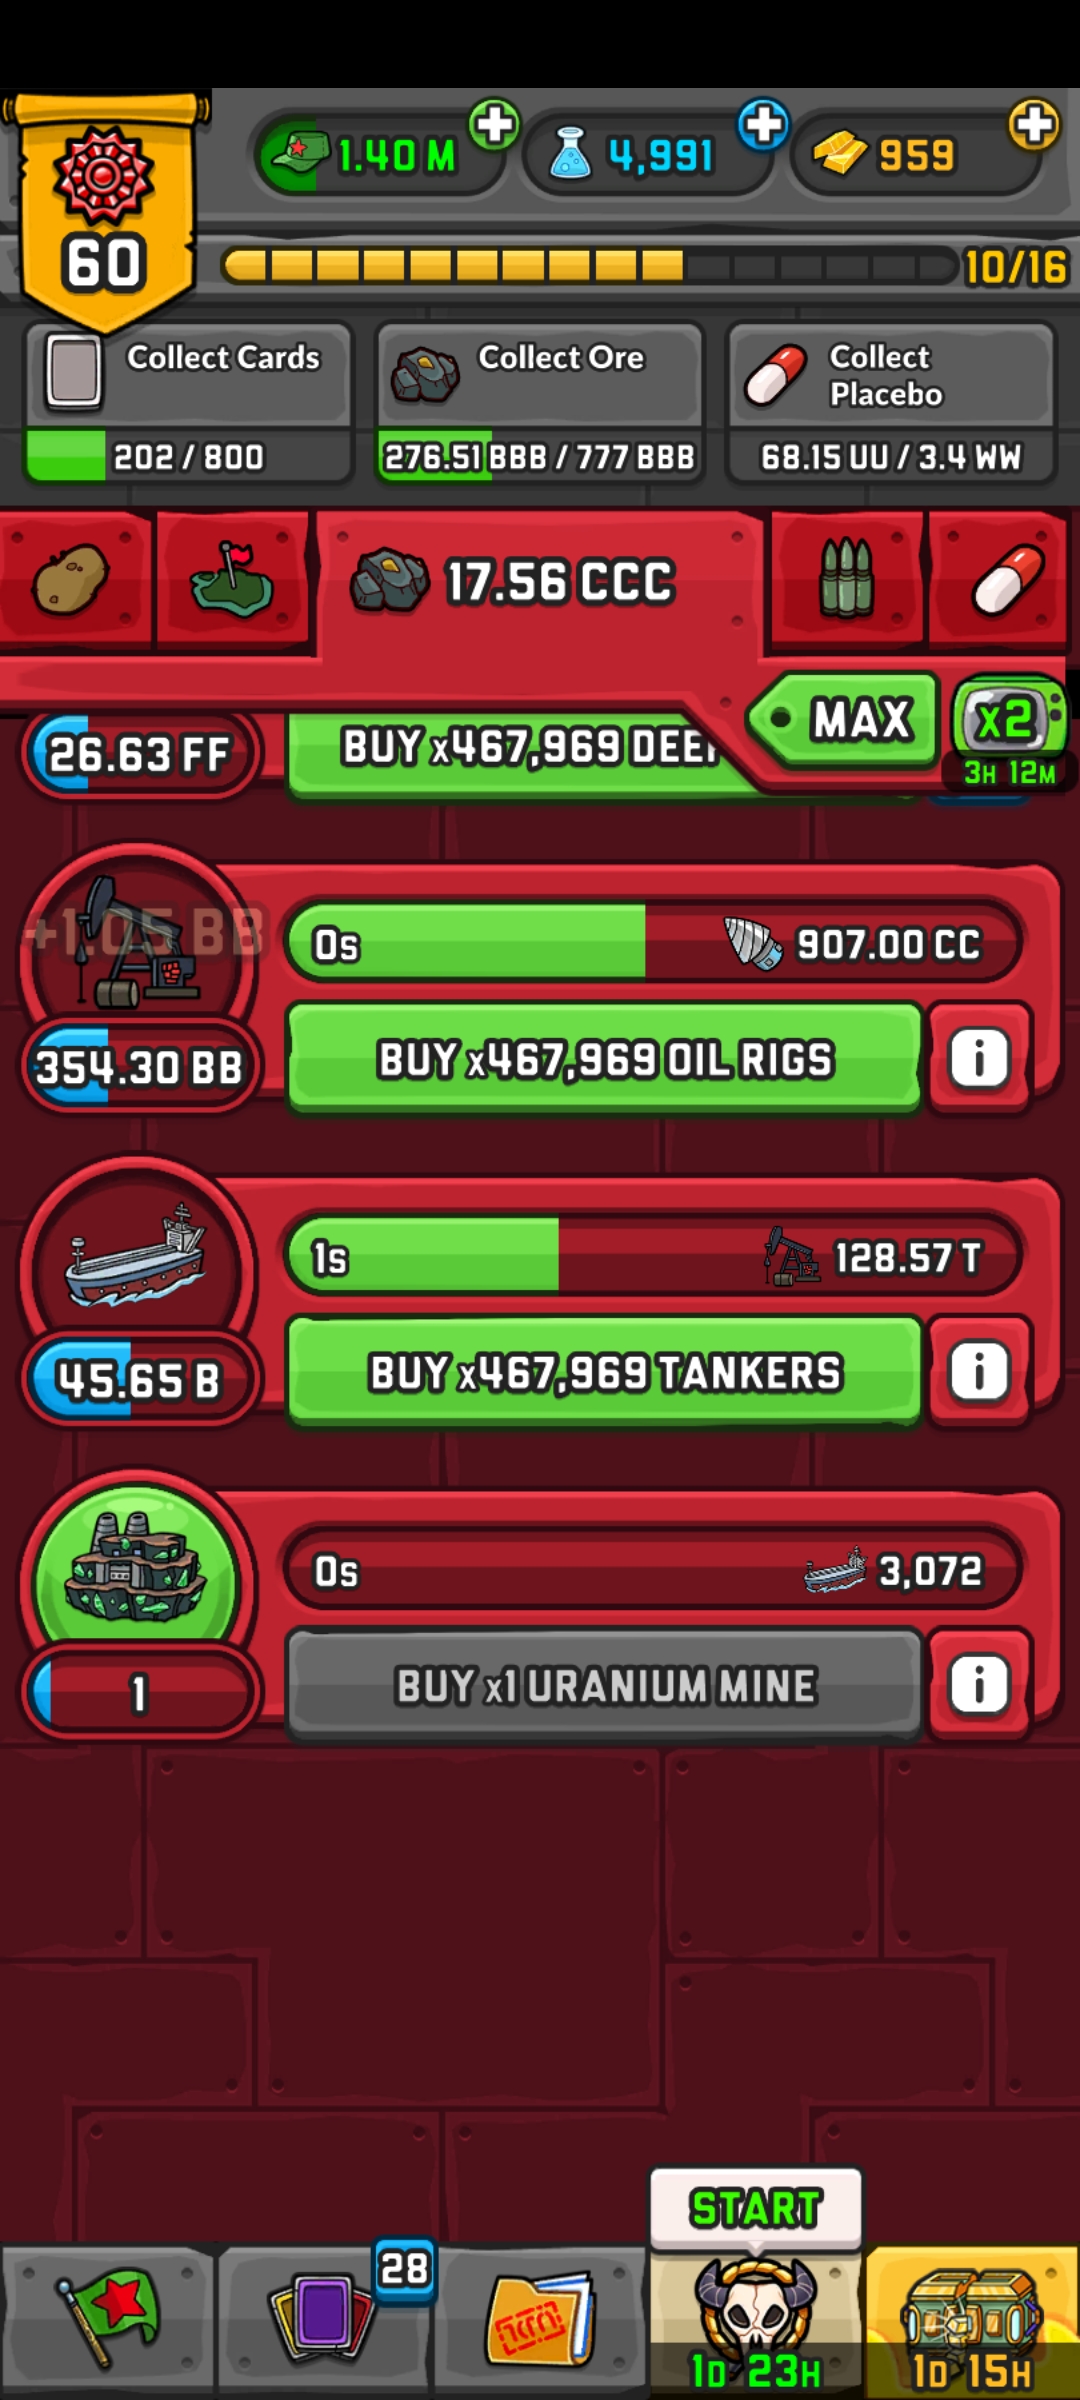 60
1.40 M
4,991
959
10/16
Collect Cards
202 / 800
Collect Ore
276.51 BBB / 777 BBB
Collect
Placebo
68.15 UU / 3.4 WW
17.56 CCC
MAX
x2
3H 12M
26.63 FF
BUY x467,969
+1.05 BB
0s
907.00 CC
354.30 BB
BUY x467,969 OIL RIGS
i
1s
128.57 T
45.65 B
BUY x467,969 TANKERS
i
0s
3,072
1
BUY x1 URANIUM MINE
i
START
28
1D 23H
1D 15H